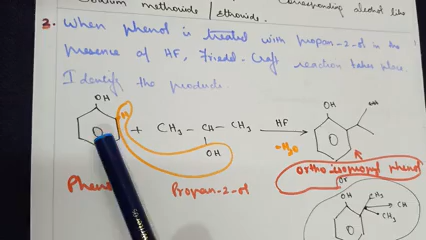 Sodium methoxide / Ethoxide. Corresponding alcohol like
2. When phenol is treated with propan-2-ol in the
presence of HF, Friedel-Craft reaction takes place.
Identify the products.
OH
H + CH3 - CH - CH3 HF
OH
-H2O
OH
Pheno Propan-2-ol
Ortho isopropyl phenol
or
OH
CH3
CH